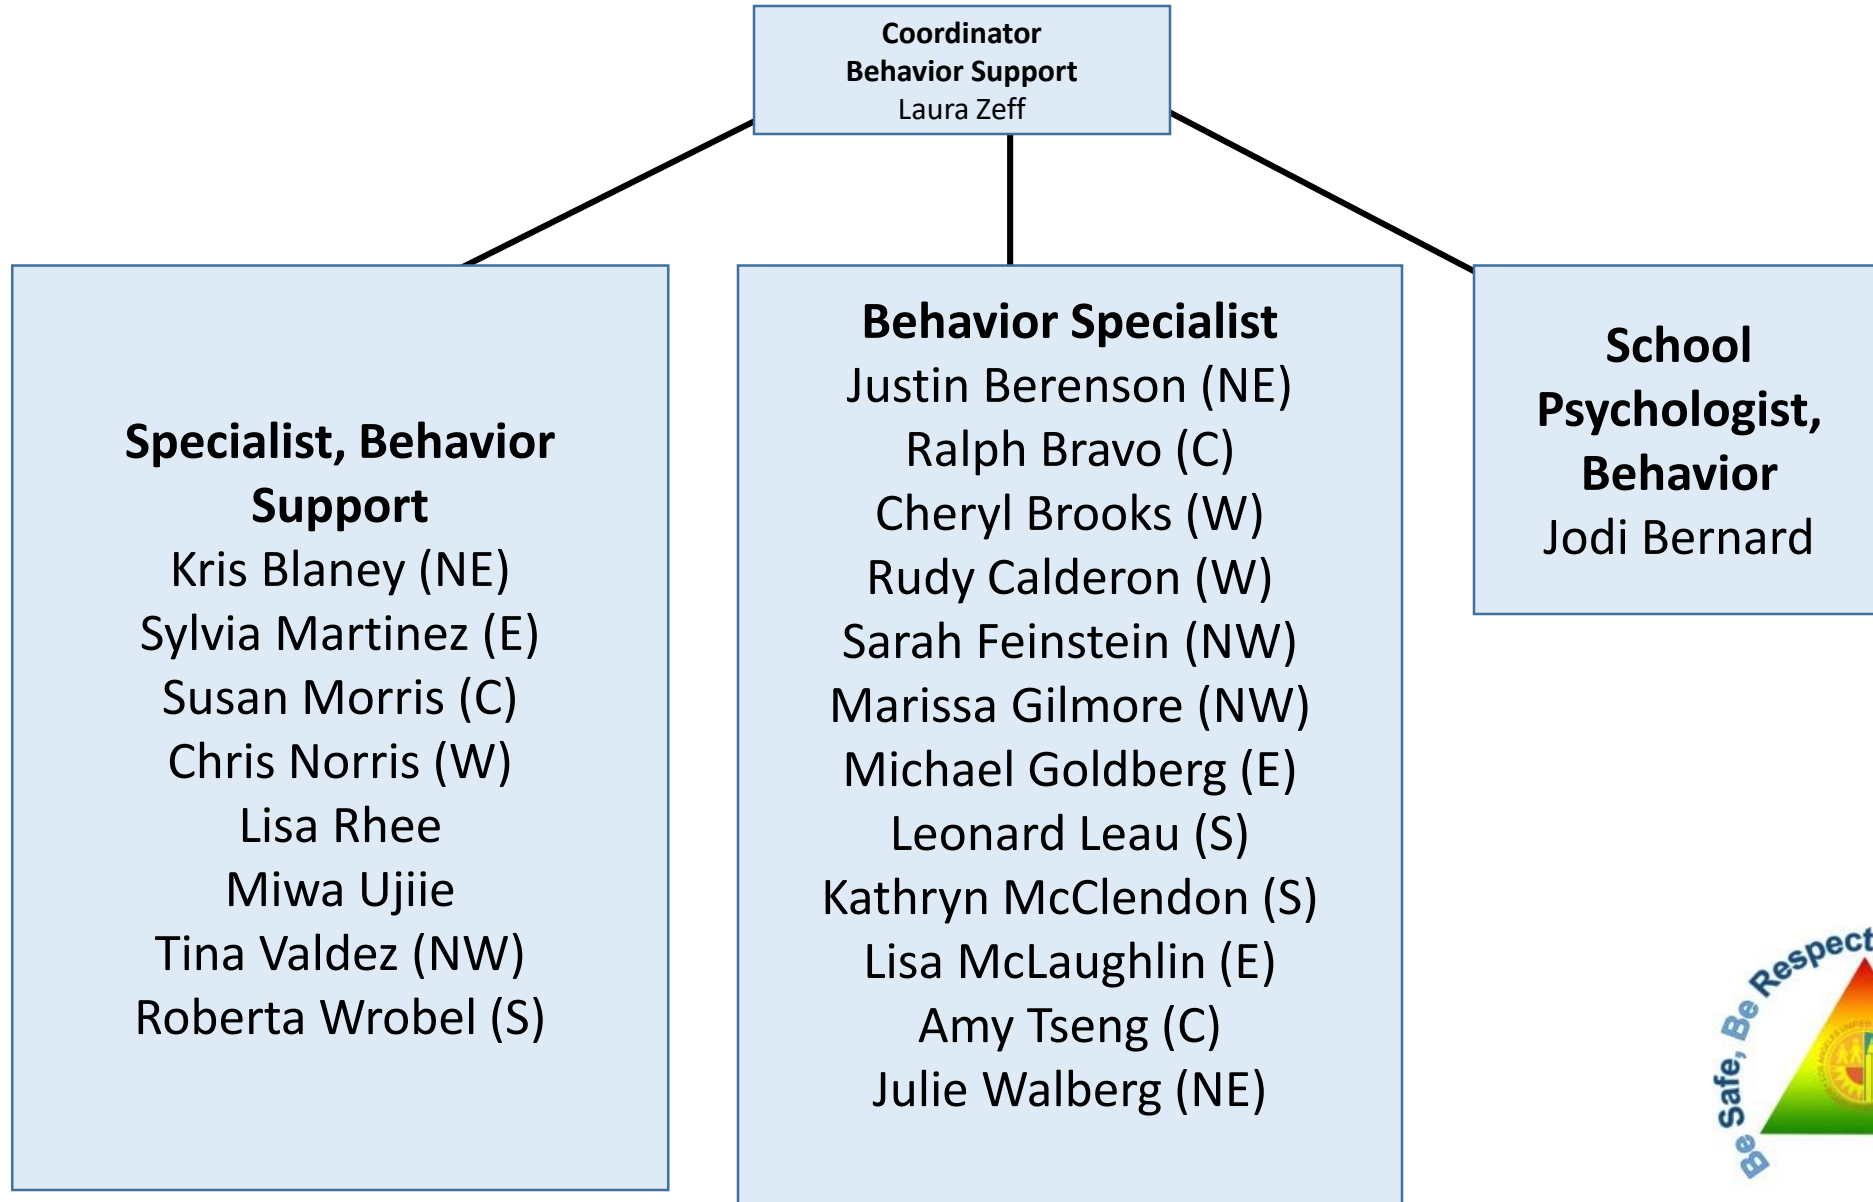 Coordinator
Behavior Support
Laura Zeff
Specialist, Behavior
Support
Kris Blaney (NE)
Sylvia Martinez (E)
Susan Morris (C)
Chris Norris (W)
Lisa Rhee
Miwa Ujiie
Tina Valdez (NW)
Roberta Wrobel (S)
Behavior Specialist
Justin Berenson (NE)
Ralph Bravo (C)
Cheryl Brooks (W)
Rudy Calderon (W)
Sarah Feinstein (NW)
Marissa Gilmore (NW)
Michael Goldberg (E)
Leonard Leau (S)
Kathryn McClendon (S)
Lisa McLaughlin (E)
Amy Tseng (C)
Julie Walberg (NE)
School
Psychologist,
Behavior
Jodi Bernard
Be Safe, Be Respect